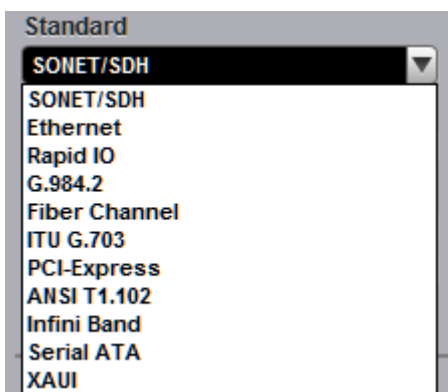 Standard
SONET/SDH
SONET/SDH
Ethernet
Rapid IO
G.984.2
Fiber Channel
ITU G.703
PCI-Express
ANSI T1.102
Infini Band
Serial ATA
XAUI